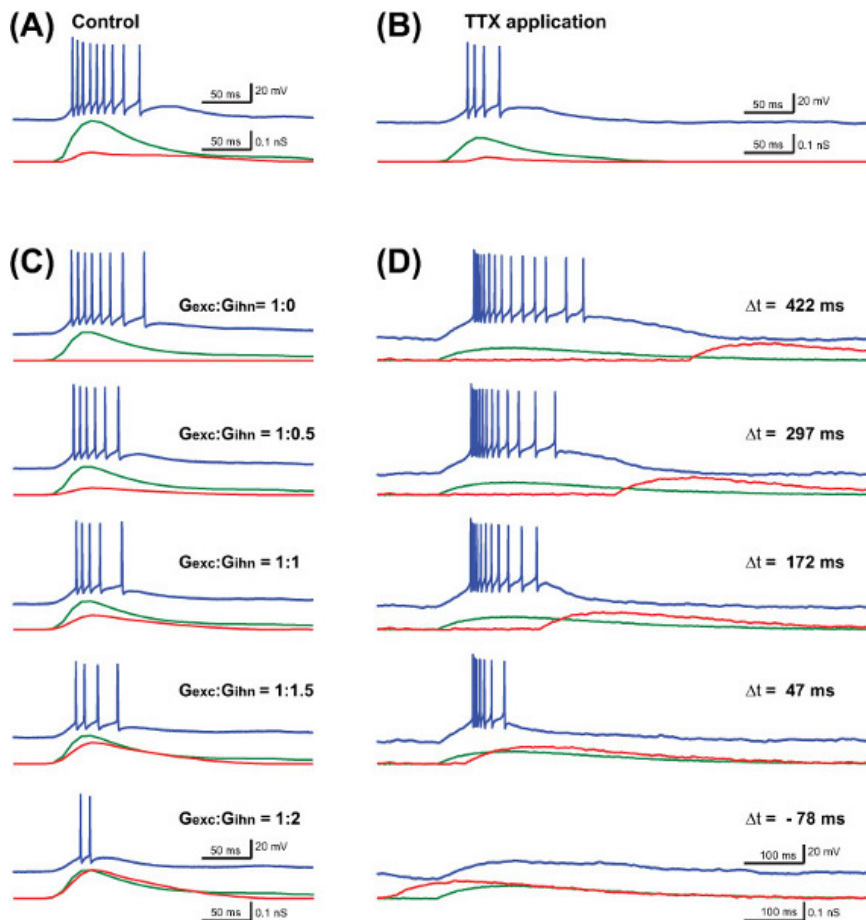 (A) Control
50 ms 20 mV
50 ms 0.1 nS
(B) TTX application
50 ms 20 mV
50 ms 0.1 nS
(C)
Gexc:Gihn= 1:0
Gexc:Gihn = 1:0.5
Gexc:Gihn = 1:1
Gexc:Gihn = 1:1.5
Gexc:Gihn = 1:2
50 ms 20 mV
50 ms 0.1 nS
(D)
Δt = 422 ms
Δt = 297 ms
Δt = 172 ms
Δt = 47 ms
Δt = - 78 ms
100 ms 20 mV
100 ms 0.1 nS